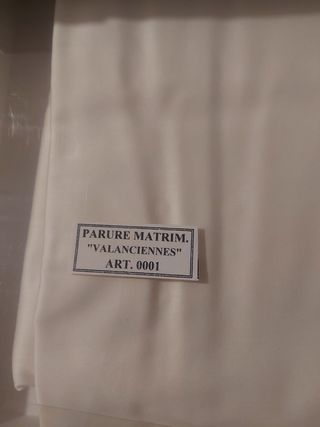 PARURE MATRIM.
"VALANCIENNES"
ART. 0001